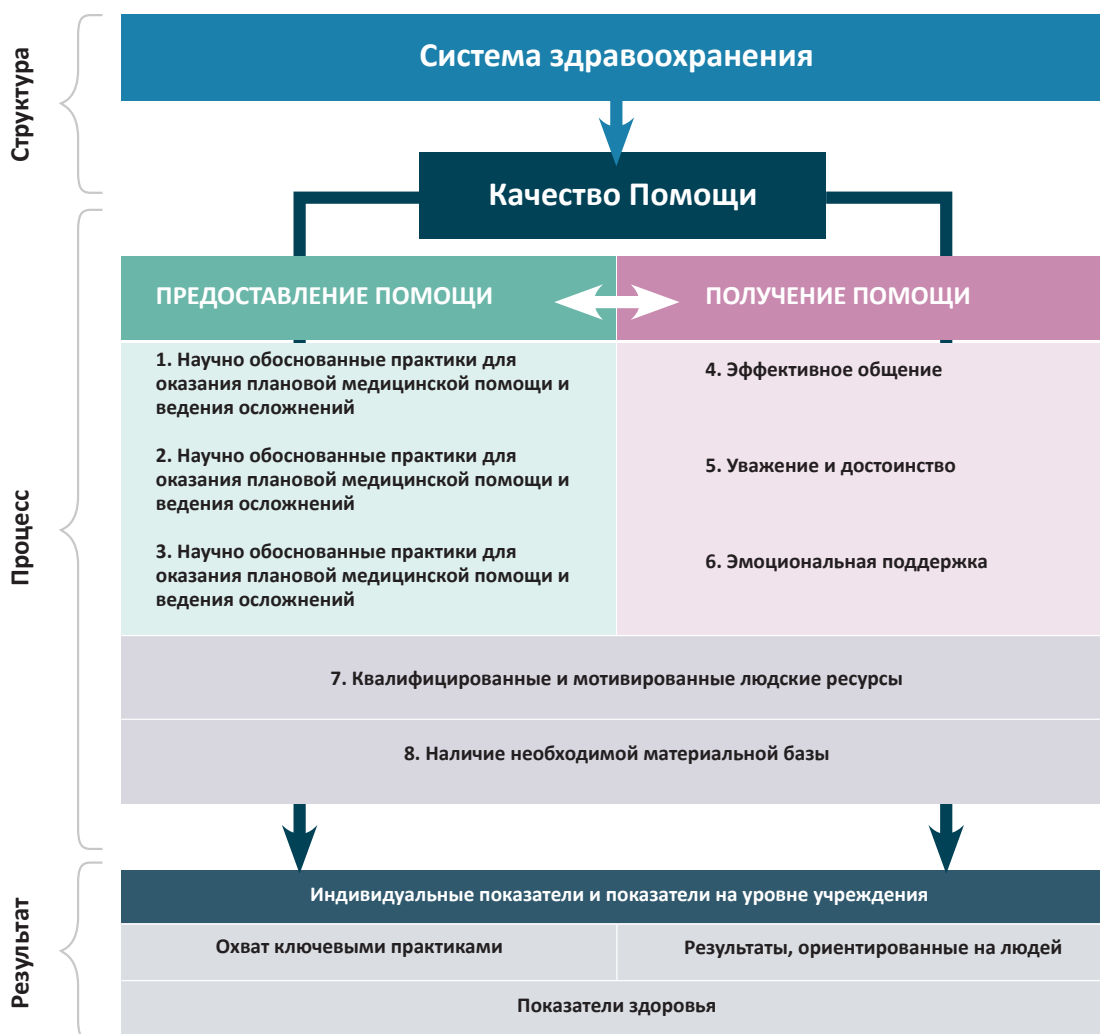 Структура
Система здравоохранения
Качество Помощи
Процесс
ПРЕДОСТАВЛЕНИЕ ПОМОЩИ
ПОЛУЧЕНИЕ ПОМОЩИ
1. Научно обоснованные практики для
оказания плановой медицинской помощи и
ведения осложнений
2. Научно обоснованные практики для
оказания плановой медицинской помощи и
ведения осложнений
3. Научно обоснованные практики для
оказания плановой медицинской помощи и
ведения осложнений
4. Эффективное общение
5. Уважение и достоинство
6. Эмоциональная поддержка
7. Квалифицированные и мотивированные людские ресурсы
8. Наличие необходимой материальной базы
Результат
Индивидуальные показатели и показатели на уровне учреждения
Охват ключевыми практиками
Результаты, ориентированные на людей
Показатели здоровья